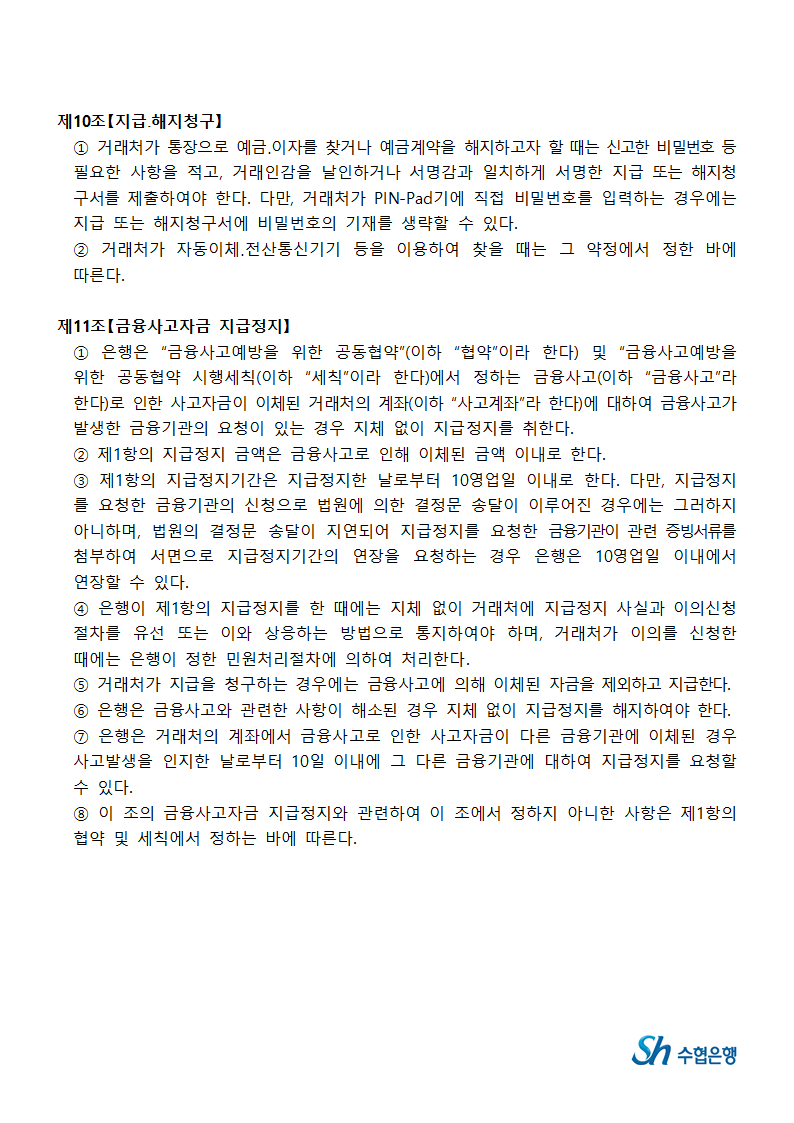 제10조【지급.해지청구】
① 거래처가 통장으로 예금.이자를 찾거나 예금계약을 해지하고자 할 때는 신고한 비밀번호 등
필요한 사항을 적고, 거래인감을 날인하거나 서명감과 일치하게 서명한 지급 또는 해지청
구서를 제출하여야 한다. 다만, 거래처가 PIN-Pad기에 직접 비밀번호를 입력하는 경우에는
지급 또는 해지청구서에 비밀번호의 기재를 생략할 수 있다.
② 거래처가 자동이체.전산통신기기 등을 이용하여 찾을 때는 그 약정에서 정한 바에
따른다.
제11조【금융사고자금 지급정지】
① 은행은 “금융사고예방을 위한 공동협약”(이하 “협약”이라 한다) 및 “금융사고예방을
위한 공동협약 시행세칙(이하 “세칙”이라 한다)에서 정하는 금융사고(이하 “금융사고”라
한다)로 인한 사고자금이 이체된 거래처의 계좌(이하 “사고계좌”라 한다)에 대하여 금융사고가
발생한 금융기관의 요청이 있는 경우 지체 없이 지급정지를 취한다.
② 제1항의 지급정지 금액은 금융사고로 인해 이체된 금액 이내로 한다.
③ 제1항의 지급정지기간은 지급정지한 날로부터 10영업일 이내로 한다. 다만, 지급정지
를 요청한 금융기관의 신청으로 법원에 의한 결정문 송달이 이루어진 경우에는 그러하지
아니하며, 법원의 결정문 송달이 지연되어 지급정지를 요청한 금융기관이 관련 증빙서류를
첨부하여 서면으로 지급정지기간의 연장을 요청하는 경우 은행은 10영업일 이내에서
연장할 수 있다.
④ 은행이 제1항의 지급정지를 한 때에는 지체 없이 거래처에 지급정지 사실과 이의신청
절차를 유선 또는 이와 상응하는 방법으로 통지하여야 하며, 거래처가 이의를 신청한
때에는 은행이 정한 민원처리절차에 의하여 처리한다.
⑤ 거래처가 지급을 청구하는 경우에는 금융사고에 의해 이체된 자금을 제외하고 지급한다.
⑥ 은행은 금융사고와 관련한 사항이 해소된 경우 지체 없이 지급정지를 해지하여야 한다.
⑦ 은행은 거래처의 계좌에서 금융사고로 인한 사고자금이 다른 금융기관에 이체된 경우
사고발생을 인지한 날로부터 10일 이내에 그 다른 금융기관에 대하여 지급정지를 요청할
수 있다.
⑧ 이 조의 금융사고자금 지급정지와 관련하여 이 조에서 정하지 아니한 사항은 제1항의
협약 및 세칙에서 정하는 바에 따른다.
Sh 수협은행